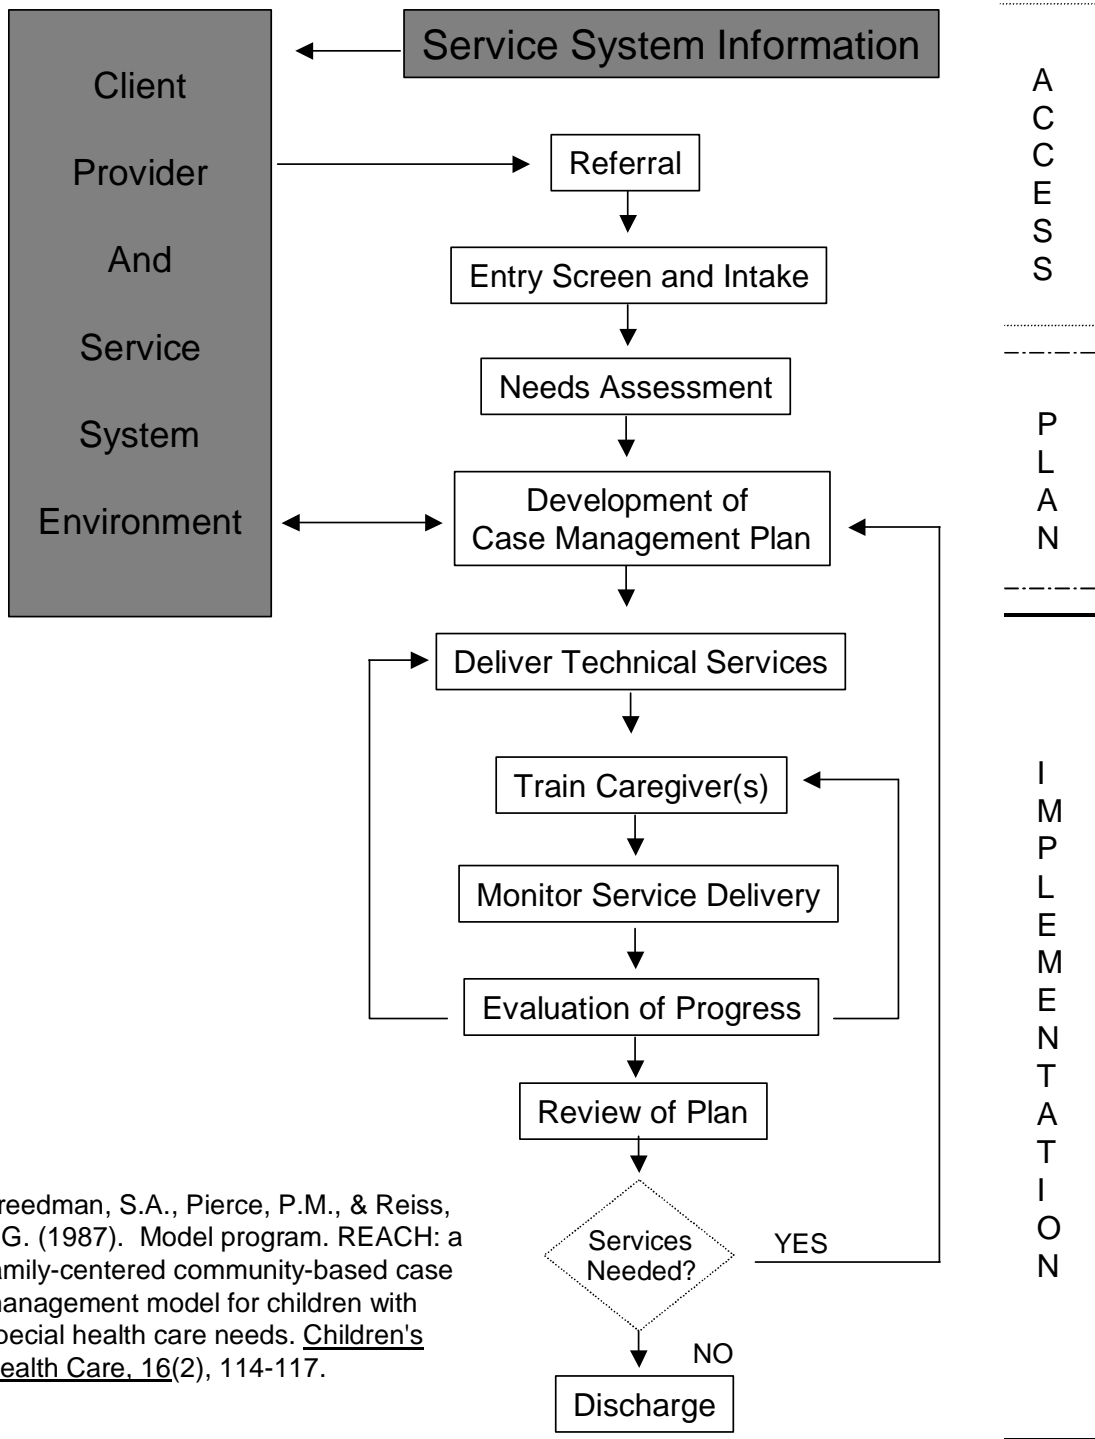 Service System Information
Client
Provider
And
Service
System
Environment
Referral
Entry Screen and Intake
Needs Assessment
Development of
Case Management Plan
Deliver Technical Services
Train Caregiver(s)
Monitor Service Delivery
Evaluation of Progress
Review of Plan
Services
Needed?
YES
NO
Discharge
A
C
C
E
S
S
P
L
A
N
I
M
P
L
E
M
E
N
T
A
T
I
O
N
reedman, S.A., Pierce, P.M., & Reiss,
.G. (1987).  Model program. REACH: a
amily-centered community-based case
anagement model for children with
pecial health care needs. Children's
ealth Care, 16(2), 114-117.